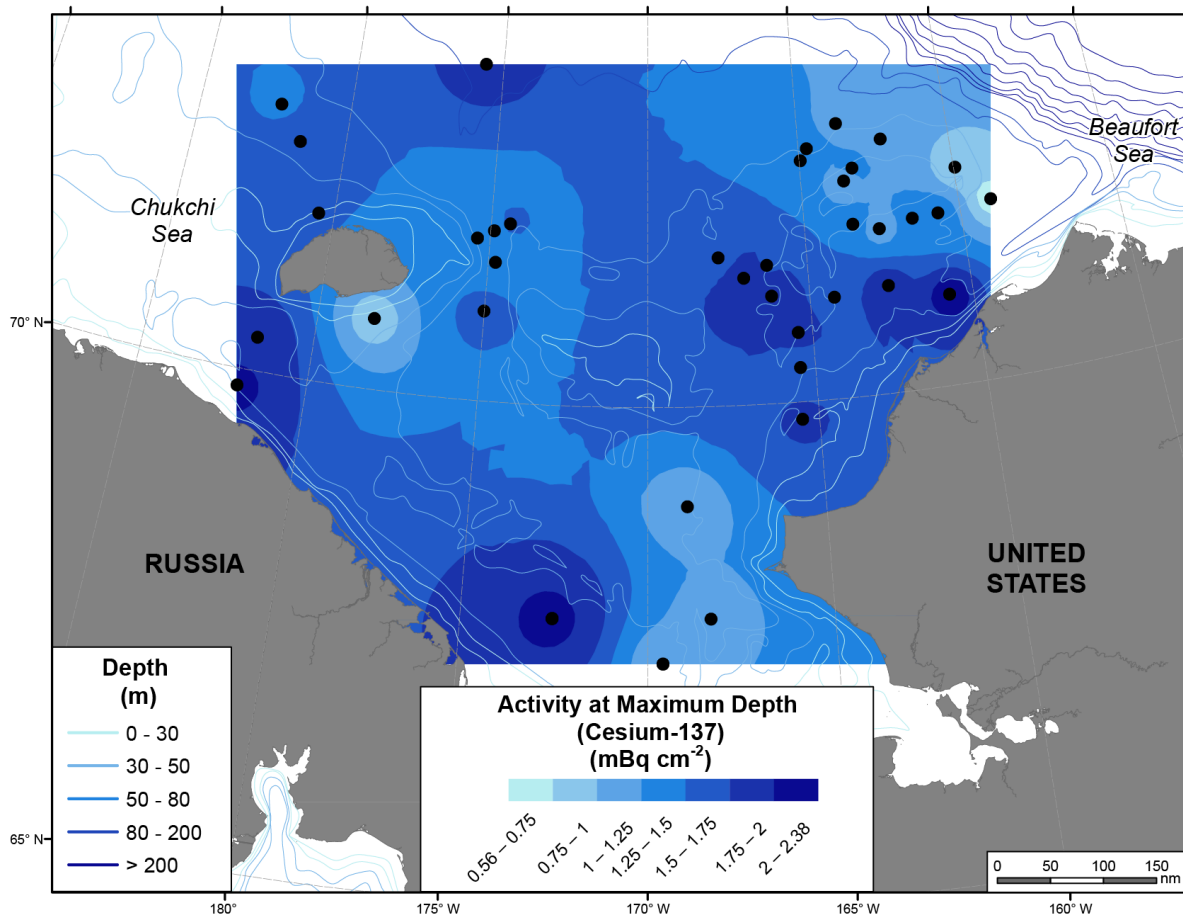 Beaufort
Sea
Chukchi
Sea
70° N
RUSSIA
UNITED
STATES
Depth
(m)
0 - 30
30 - 50
50 - 80
80 - 200
> 200
Activity at Maximum Depth
(Cesium-137)
(mBq cm⁻²)
0.56 – 0.75
0.75 – 1
1 – 1.25
1.25 – 1.5
1.5 – 1.75
1.75 – 2
2 – 2.38
65° N
0 50 100 150
nm
180° 175° W 170° W 165° W 160° W